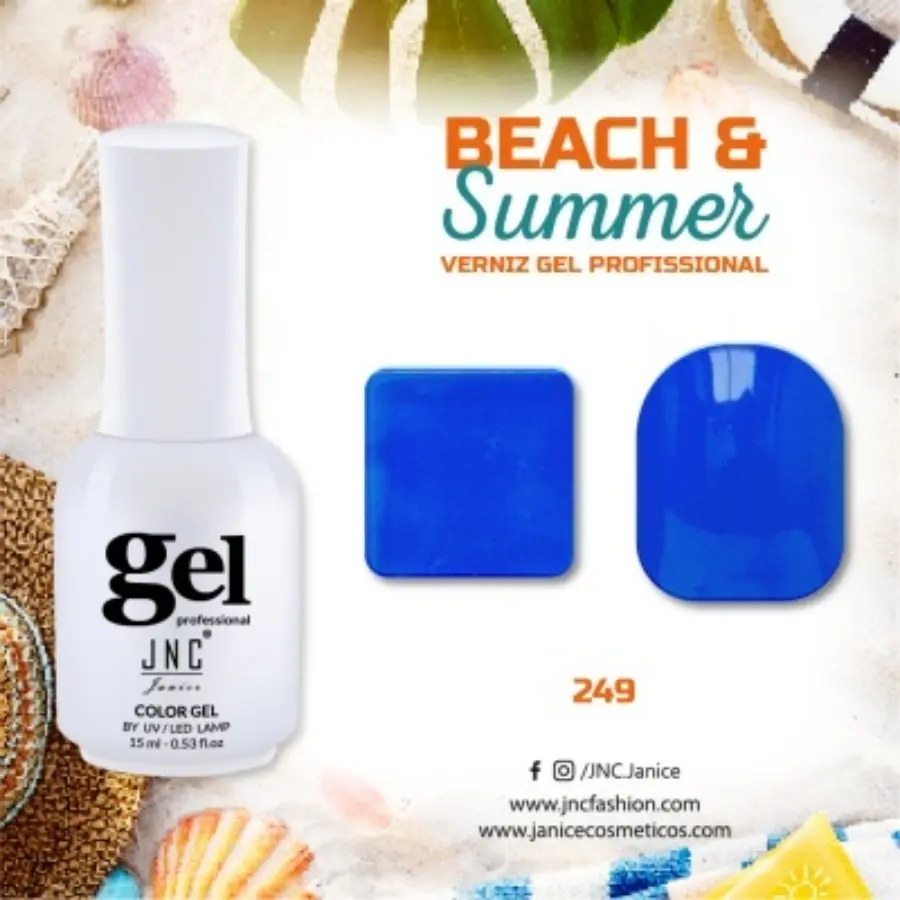 BEACH &
Summer
VERNIZ GEL PROFISSIONAL
gel
professional
JNC®
Janice
COLOR GEL
BY UV / LED LAMP
15 ml - 0.53 fl.oz
249
/JNC.Janice
www.jncfashion.com
www.janicecosmeticos.com